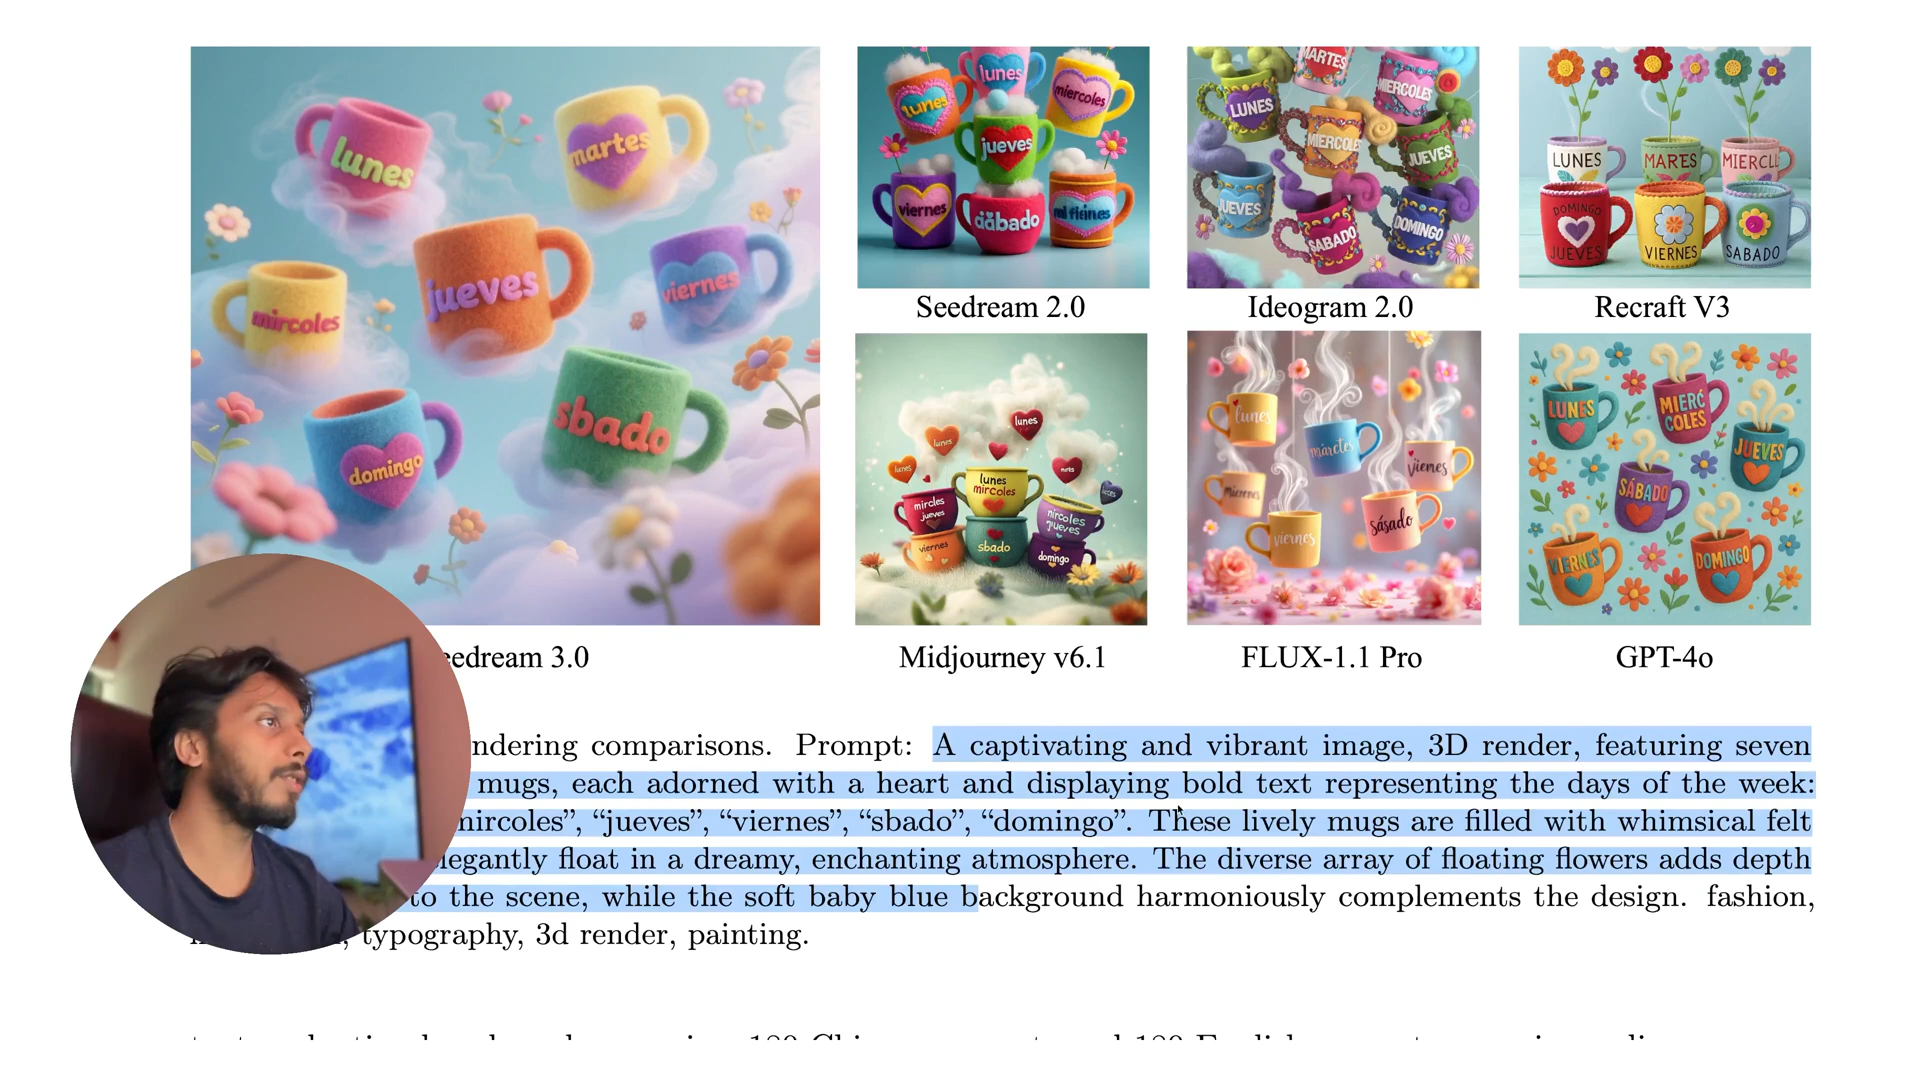 lunes
martes
mircoles
jueves
viernes
domingo
sbado
eedream 3.0
lunes
lunes
miercoles
jueves
viernes
Seedream 2.0
MARTES
LUNES
MIERCOLES
MIERCOLE
JUEVES
JUEVES
SABADO
DOMINGO
Ideogram 2.0
LUNES
MARES
MIERCLL
DOMINGO
JUEVES
VIERNES
SABADO
Recraft V3
lunes
lunes
lunes
lunes
mircoles
mircles
jueves
nircoles
jueves
viernes
sbado
domingo
Midjourney v6.1
lunes
vienes
sásado
viernes
FLUX-1.1 Pro
LUNES
MIERC
COLES
JUEVES
SÁBADO
VIERNES
DOMINGO
GPT-4o
ndering comparisons. Prompt: A captivating and vibrant image, 3D render, featuring seven
mugs, each adorned with a heart and displaying bold text representing the days of the week:
mircoles”, “jueves”, “viernes”, “sbado”, “domingo”. These lively mugs are filled with whimsical felt
legantly float in a dreamy, enchanting atmosphere. The diverse array of floating flowers adds depth
to the scene, while the soft baby blue background harmoniously complements the design. fashion,
, typography, 3d render, painting.